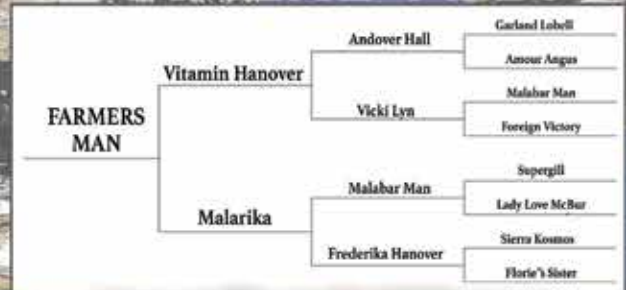 Garland Lobell
Andover Hall
Amour Angus
Vitamin Hanover
Malabar Man
Vicki Lyn
Foreign Victory
FARMERS
MAN
Supergill
Malabar Man
Lady Love McBur
Malarika
Sierra Kosmos
Frederika Hanover
Florie"s Sister